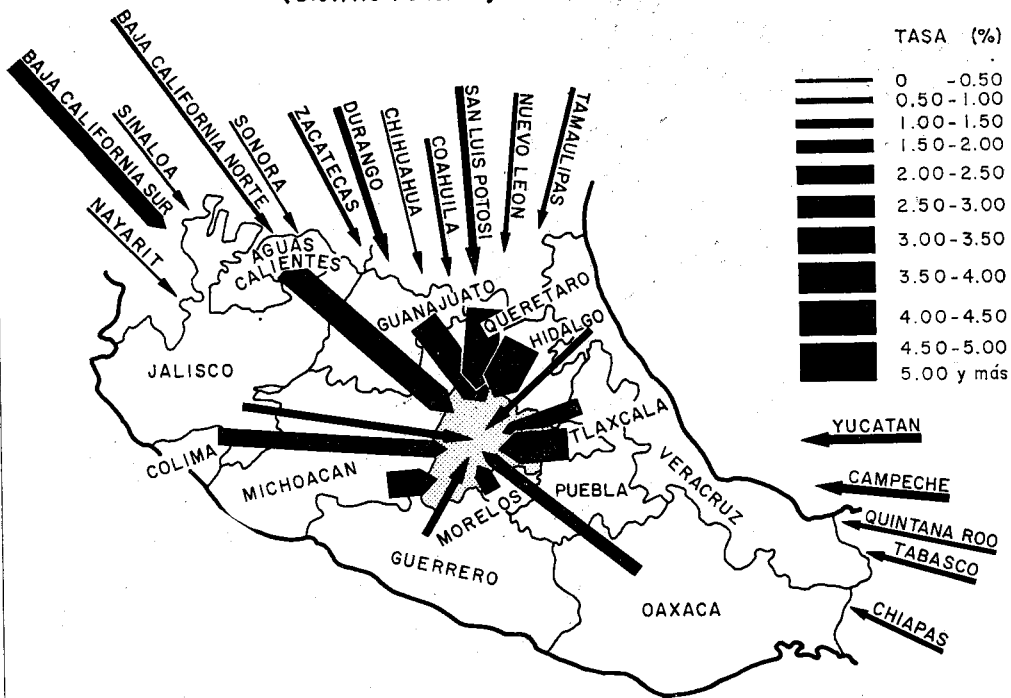 TASA (%)
0 -0.50
0.50-1.00
1.00-1.50
1.50-2.00
2.00-2.50
2.50-3.00
3.00-3.50
3.50-4.00
4.00-4.50
4.50-5.00
5.00 y más
BAJA CALIFORNIA SUR
BAJA CALIFORNIA NORTE
SINALOA
NAYARIT
SONORA
ZACATECAS
DURANGO
CHIHUAHUA
COAHUILA
SAN LUIS POTOSI
NUEVO LEON
TAMAULIPAS
AGUAS
CALIENTES
GUANAJUATO
QUERETARO
HIDALGO
JALISCO
COLIMA
MICHOACAN
TLAXCALA
PUEBLA
VERACRUZ
MORELOS
GUERRERO
OAXACA
YUCATAN
CAMPECHE
QUINTANA ROO
TABASCO
CHIAPAS